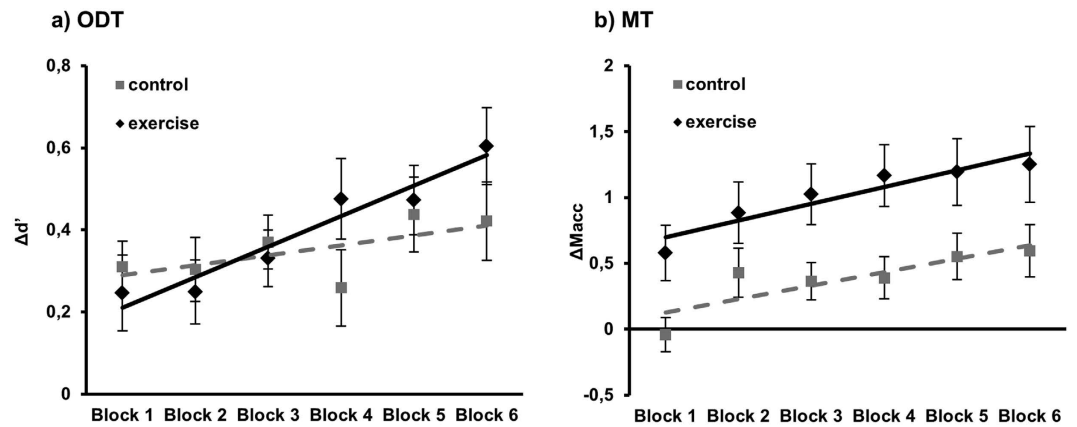 a) ODT
0,8
control
exercise
0,6
Δd’
0,4
0,2
0
Block 1 Block 2 Block 3 Block 4 Block 5 Block 6
b) MT
2
control
1,5
exercise
1
ΔMacc
0,5
0
-0,5
Block 1 Block 2 Block 3 Block 4 Block 5 Block 6